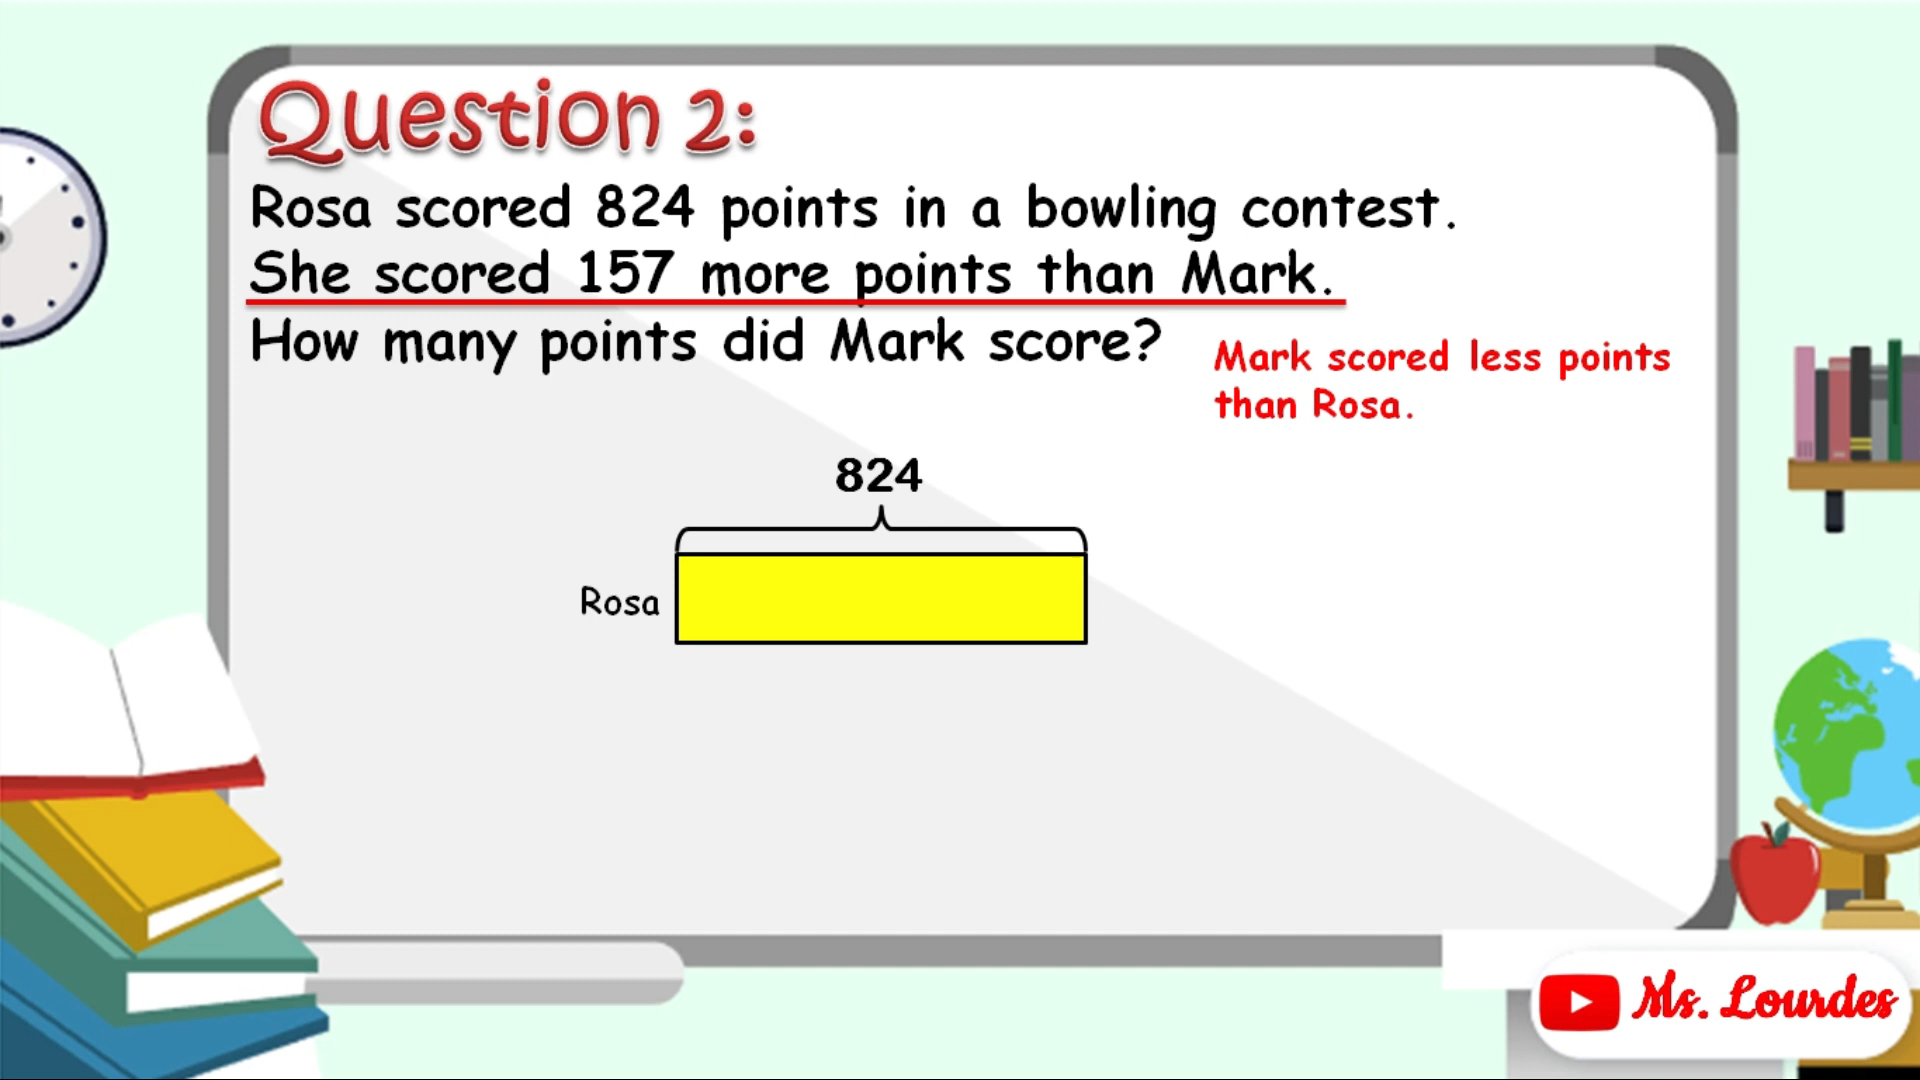 Question 2:
Rosa scored 824 points in a bowling contest.
She scored 157 more points than Mark.
How many points did Mark score?
Mark scored less points
than Rosa.
824
Rosa
Ms. Lourdes